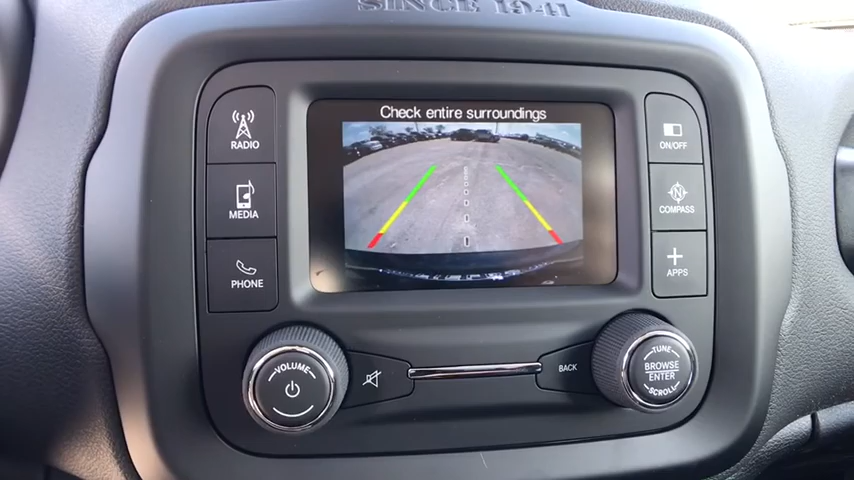 SINCE 1941
Check entire surroundings
RADIO
MEDIA
PHONE
ON/OFF
N
COMPASS
APPS
VOLUME
BACK
TUNE
BROWSE
ENTER
SCROLL